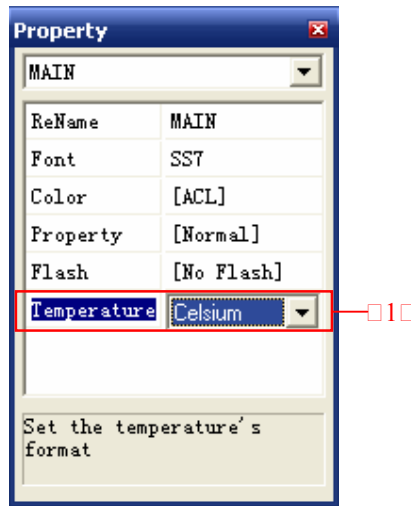 Property
MAIN
ReName MAIN
Font SS7
Color [ACL]
Property [Normal]
Flash [No Flash]
Temperature Celsium
□1□
Set the temperature's
format